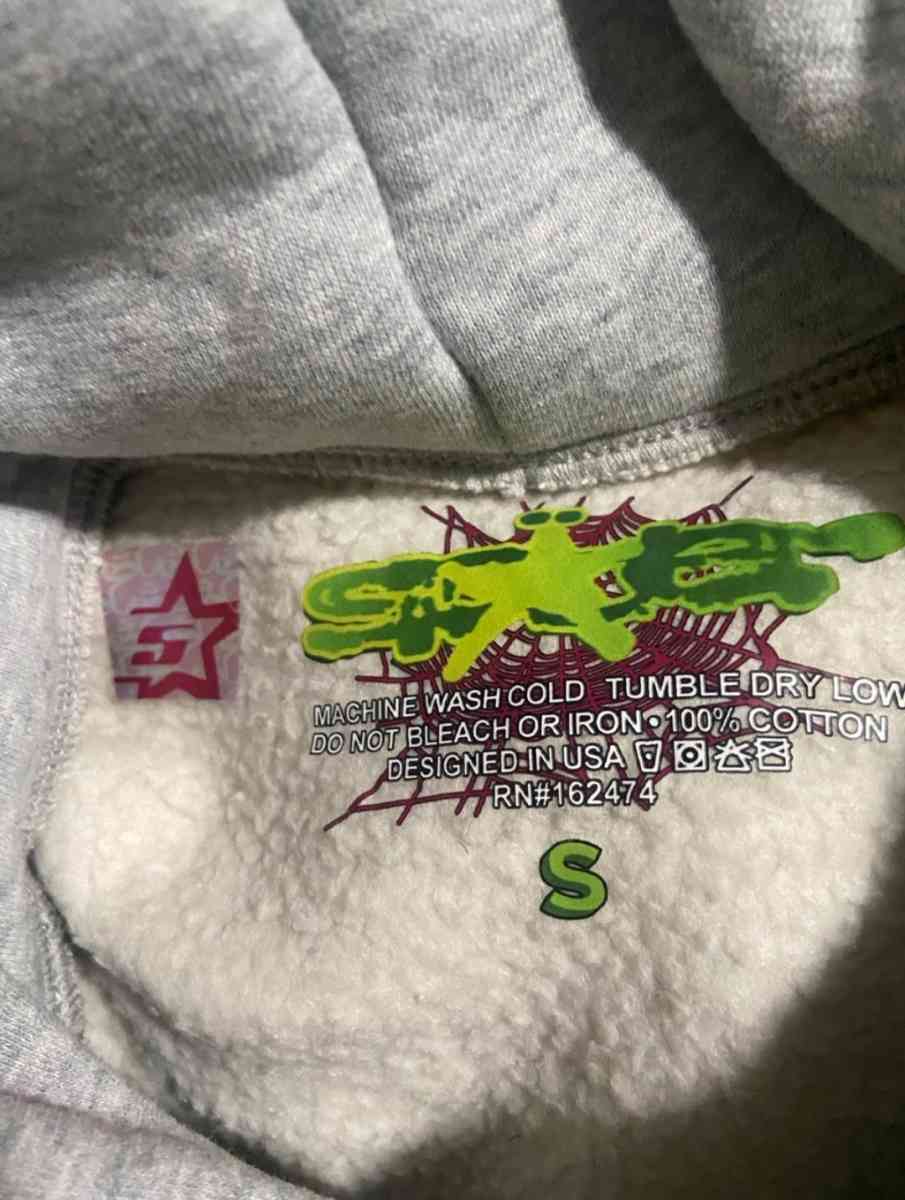 MACHINE WASH COLD TUMBLE DRY LOW
DO NOT BLEACH OR IRON•100% COTTON
DESIGNED IN USA
RN#162474
S